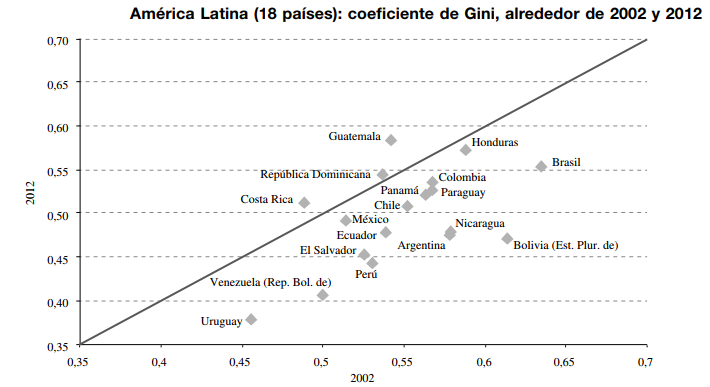 América Latina (18 países): coeficiente de Gini, alrededor de 2002 y 2012
0,70
0,65
0,60
Guatemala
Honduras
0,55
Brasil
República Dominicana
Colombia
Panamá
Paraguay
Costa Rica
Chile
0,50
México
Nicaragua
Ecuador
Argentina
Bolivia (Est. Plur. de)
El Salvador
0,45
Perú
Venezuela (Rep. Bol. de)
0,40
Uruguay
0,35
2012
0,35 0,4 0,45 0,5 0,55 0,6 0,65 0,7
2002